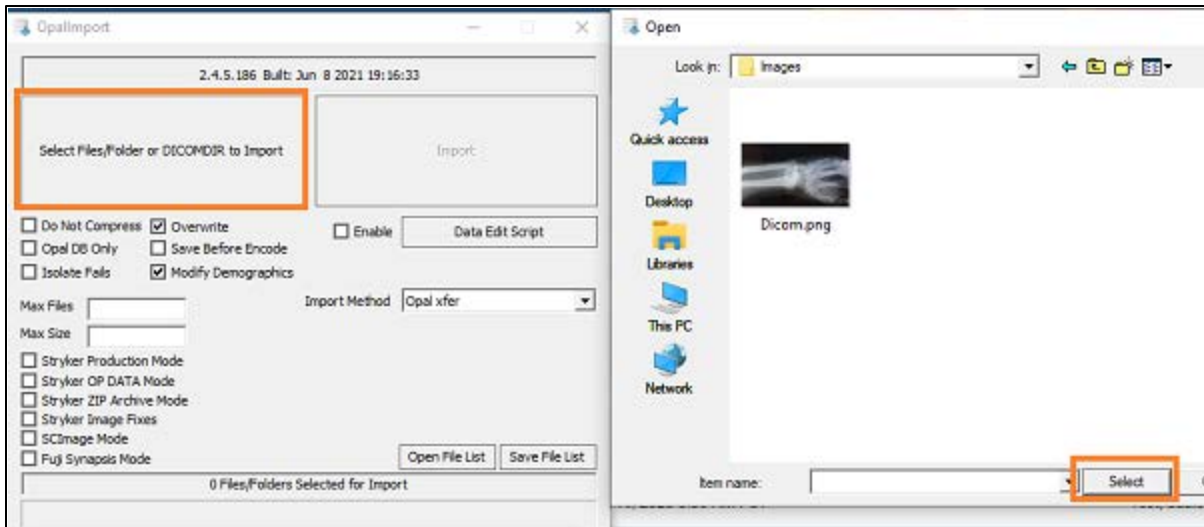 OpalImport
2.4.5.186 Built: Jun 8 2021 19:16:33
Select Files/Folder or DICOMDIR to Import
Import
Do Not Compress
Overwrite
Enable
Data Edit Script
Opal DB Only
Save Before Encode
Isolate Fails
Modify Demographics
Max Files
Import Method
Opal xfer
Max Size
Stryker Production Mode
Stryker OP DATA Mode
Stryker ZIP Archive Mode
Stryker Image Fixes
SCImage Mode
Fuji Synapsis Mode
Open File List
Save File List
0 Files/Folders Selected for Import
Open
Look in:
Images
Quick access
Desktop
Libraries
This PC
Network
Dicom.png
Item name:
Select